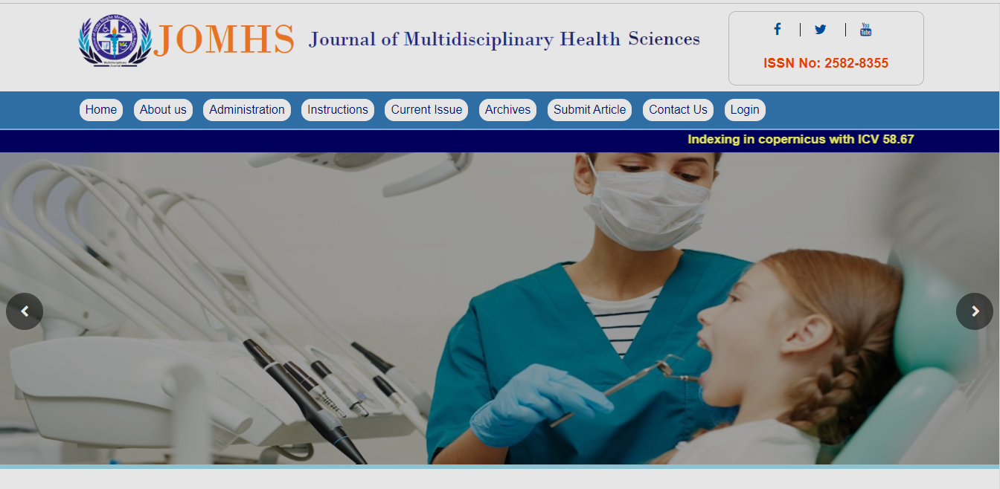 JOMHS Journal of Multidisciplinary Health Sciences
You
Tube
ISSN No: 2582-8355
Home About us Administration Instructions Current Issue Archives Submit Article Contact Us Login
Indexing in copernicus with ICV 58.67